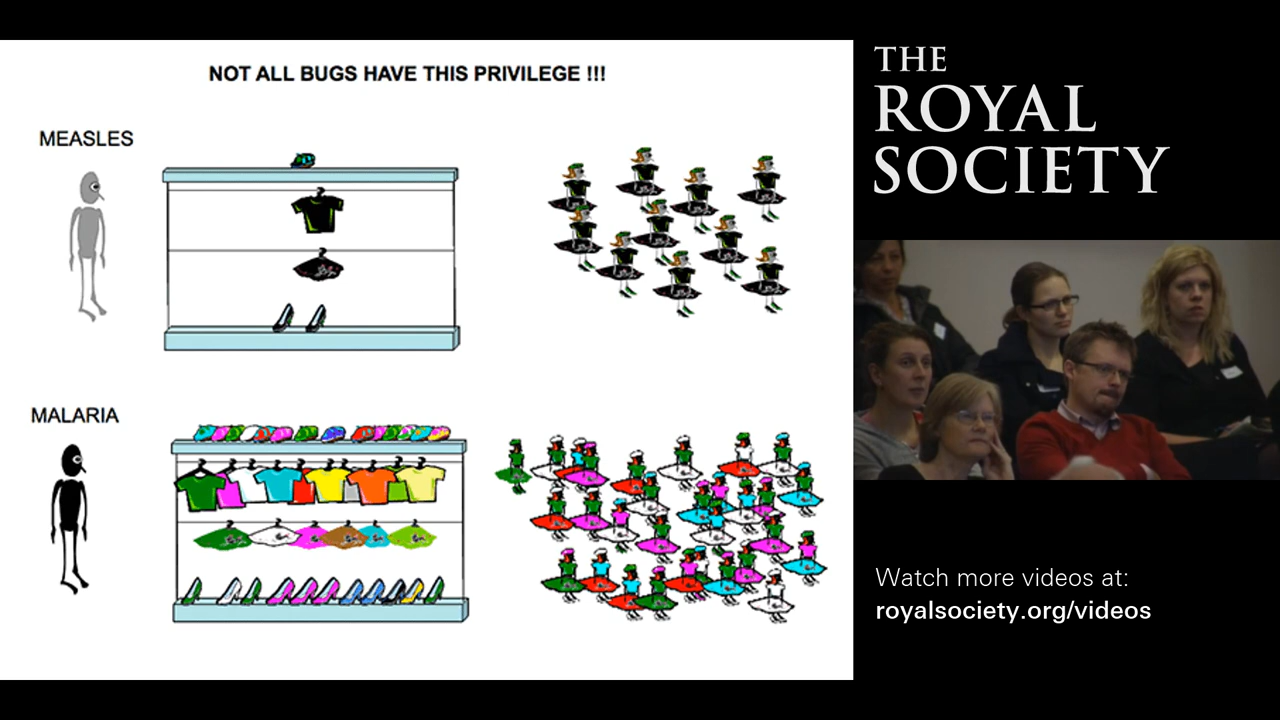 NOT ALL BUGS HAVE THIS PRIVILEGE !!!
MEASLES
MALARIA
THE
ROYAL
SOCIETY
Watch more videos at:
royalsociety.org/videos